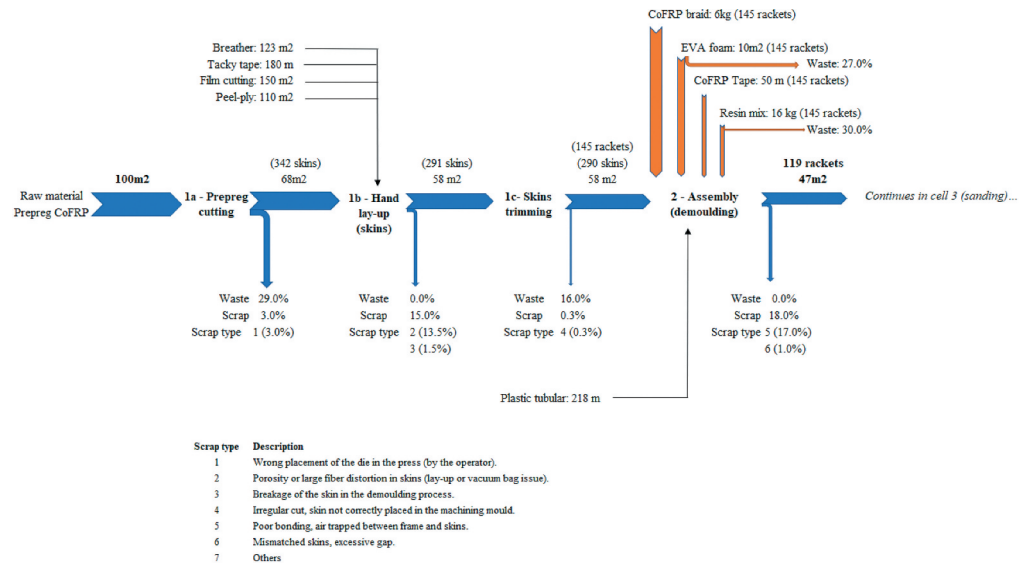 CoFRP braid: 6kg (145 rackets)
Breather: 123 m2
Tacky tape: 180 m
Film cutting: 150 m2
Peel-ply: 110 m2
EVA foam: 10m2 (145 rackets)
Waste: 27.0%
CoFRP Tape: 50 m (145 rackets)
Resin mix: 16 kg (145 rackets)
Waste: 30.0%
Raw material
Prepreg CoFRP
100m2
1a - Prepreg
cutting
(342 skins)
68m2
1b - Hand
lay-up
(skins)
(291 skins)
58 m2
1c- Skins
trimming
(145 rackets)
(290 skins)
58 m2
2 - Assembly
(demoulding)
119 rackets
47m2
Continues in cell 3 (sanding)...
Waste 29.0%
Scrap 3.0%
Scrap type 1 (3.0%)
Waste 0.0%
Scrap 15.0%
Scrap type 2 (13.5%)
3 (1.5%)
Waste 16.0%
Scrap 0.3%
Scrap type 4 (0.3%)
Waste 0.0%
Scrap 18.0%
Scrap type 5 (17.0%)
6 (1.0%)
Plastic tubular: 218 m
Scrap type Description
1 Wrong placement of the die in the press (by the operator).
2 Porosity or large fiber distortion in skins (lay-up or vacuum bag issue).
3 Breakage of the skin in the demoulding process.
4 Irregular cut, skin not correctly placed in the machining mould.
5 Poor bonding, air trapped between frame and skins.
6 Mismatched skins, excessive gap.
7 Others